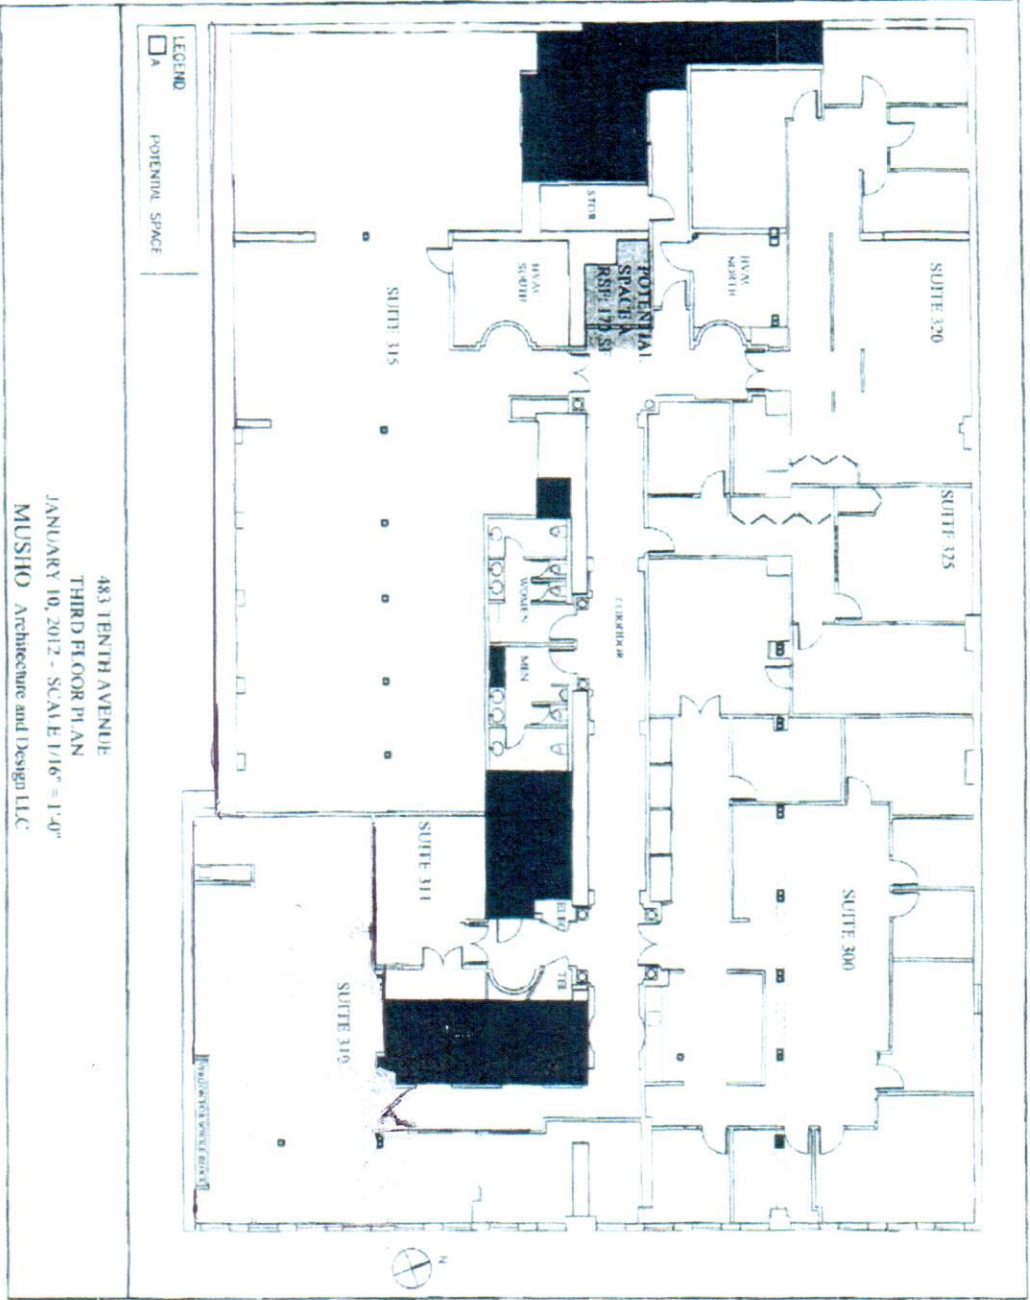 LEGEND
A POTENTIAL SPACE
SUITE 320
SUITE 325
SUITE 300
HVAC
NORTH
STOR
HVAC
SOUTH
POTENTIAL
SPACE A
RSF: 170 SF
CORRIDOR
SUITE 315
WOMEN
MEN
ELEC
TEL
SUITE 311
SUITE 310
N
483 TENTH AVENUE
THIRD FLOOR PLAN
JANUARY 10, 2012 - SCALE 1/16" = 1'-0"
MUSHO Architecture and Design LLC